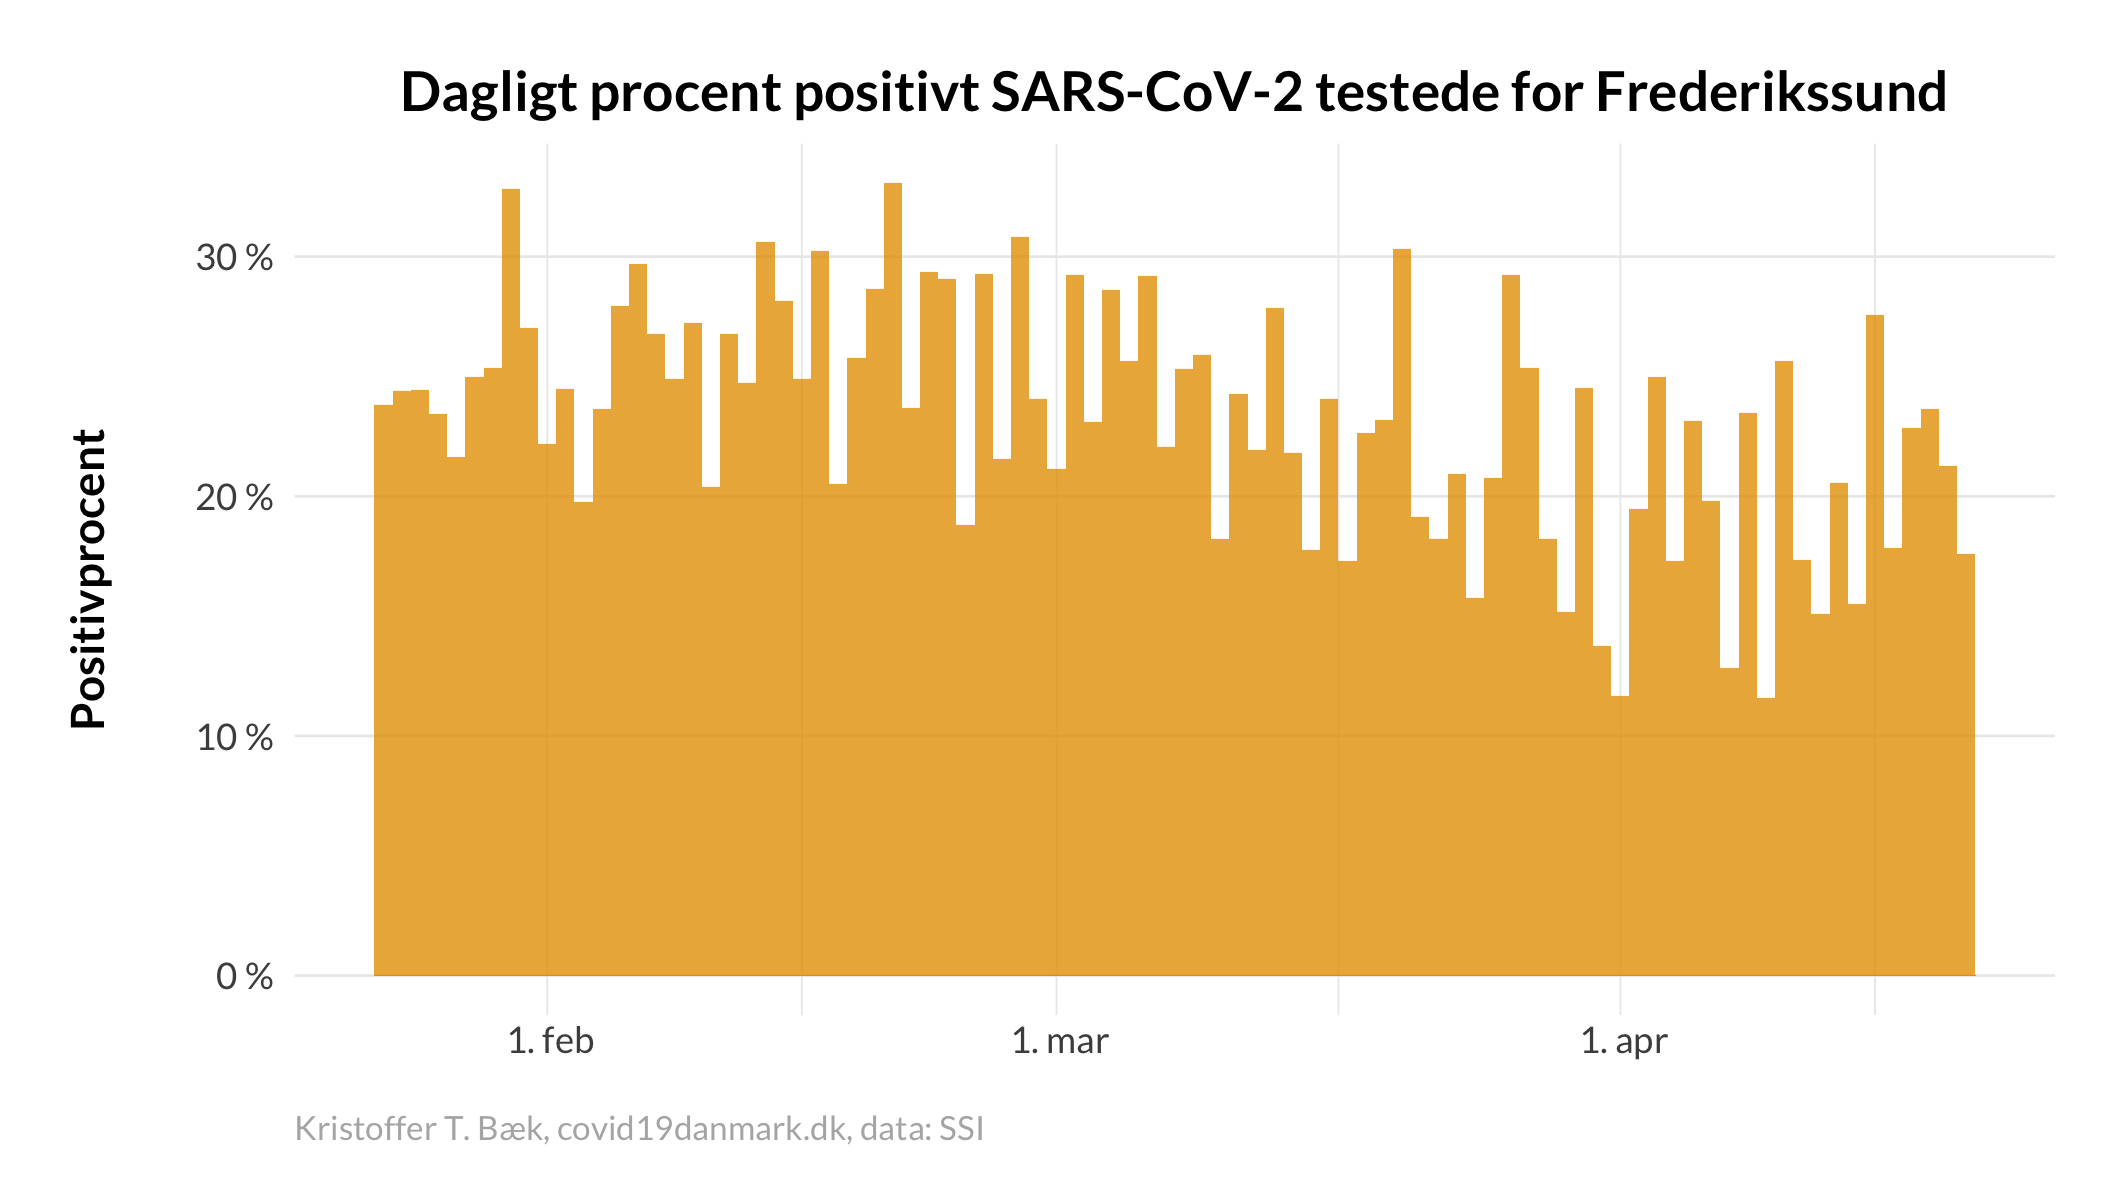 Dagligt procent positivt SARS-CoV-2 testede for Frederikssund
Positivprocent
30 %
20 %
10 %
0 %
1. feb
1. mar
1. apr
Kristoffer T. Bæk, covid19danmark.dk, data: SSI